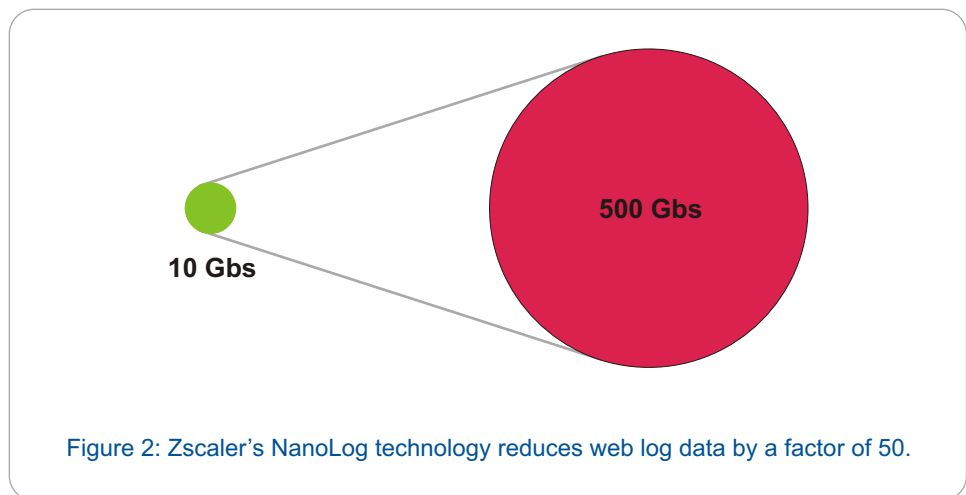 500 Gbs
10 Gbs
Figure 2: Zscaler’s NanoLog technology reduces web log data by a factor of 50.